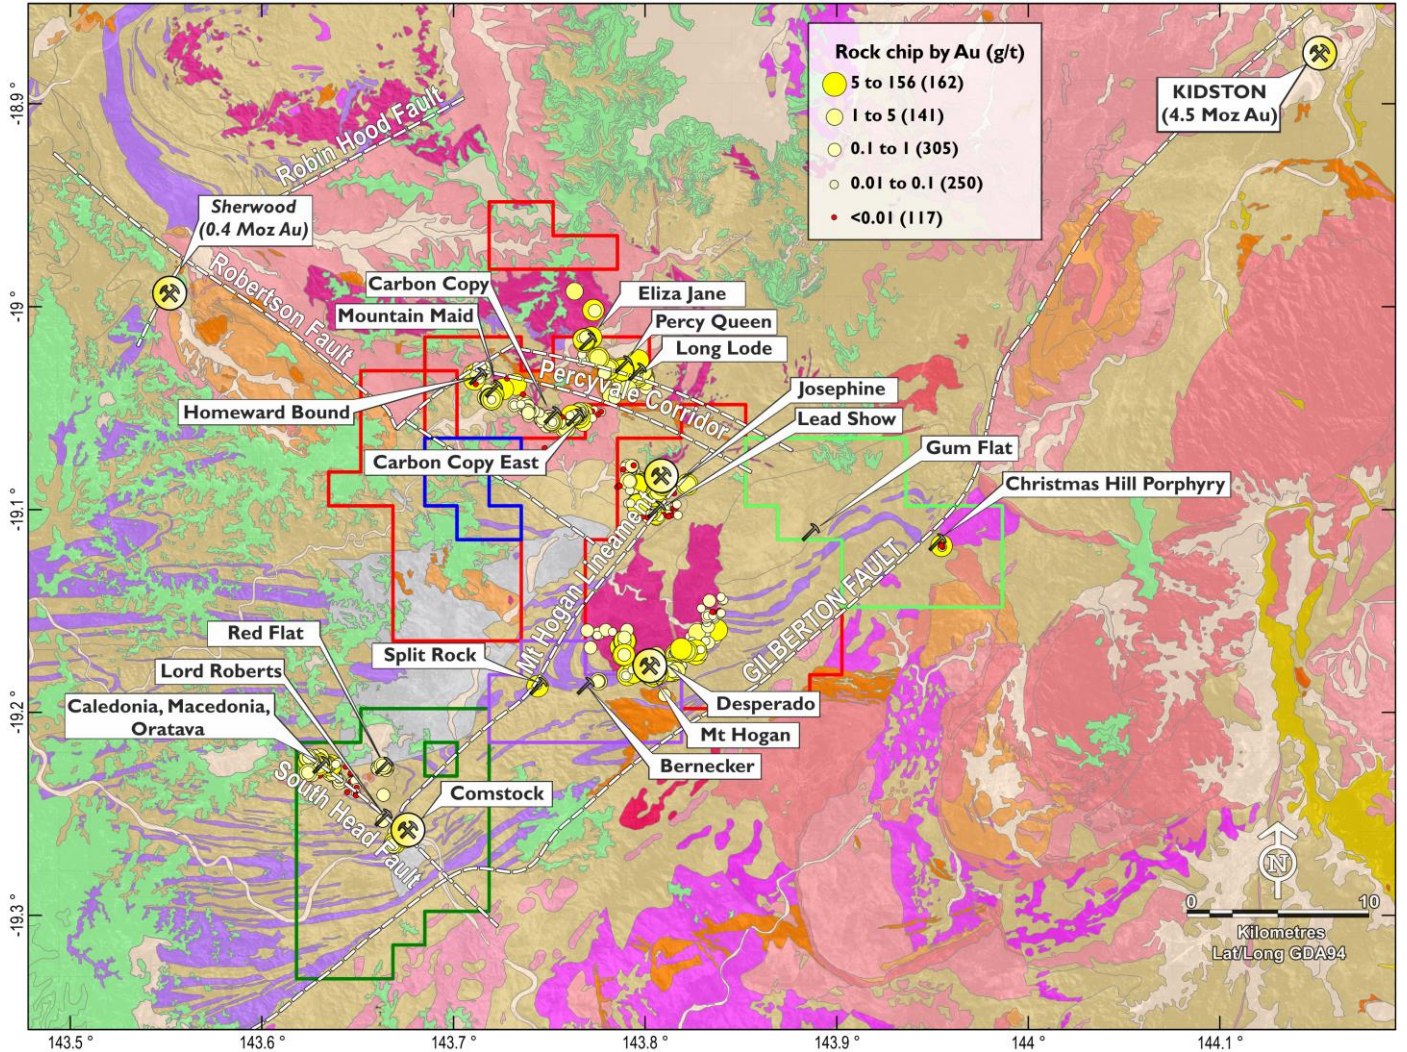 Rock chip by Au (g/t)
5 to 156 (162)
1 to 5 (141)
0.1 to 1 (305)
0.01 to 0.1 (250)
<0.01 (117)
KIDSTON
(4.5 Moz Au)
-18.9 °
Robin Hood Fault
Sherwood
(0.4 Moz Au)
Robertson Fault
Carbon Copy
Mountain Maid
Eliza Jane
Percy Queen
Long Lode
-19 °
Percyvale Corridor
Josephine
Lead Show
Homeward Bound
Carbon Copy East
Gum Flat
Christmas Hill Porphyry
-19.1 °
Mt Hogan Lineament
GILBERTON FAULT
Red Flat
Lord Roberts
Split Rock
Caledonia, Macedonia,
Oratava
Desperado
Mt Hogan
Bernecker
-19.2 °
South Head Fault
Comstock
N
-19.3 °
0 10
Kilometres
Lat/Long GDA94
143.5 ° 143.6 ° 143.7 ° 143.8 ° 143.9 ° 144 ° 144.1 °